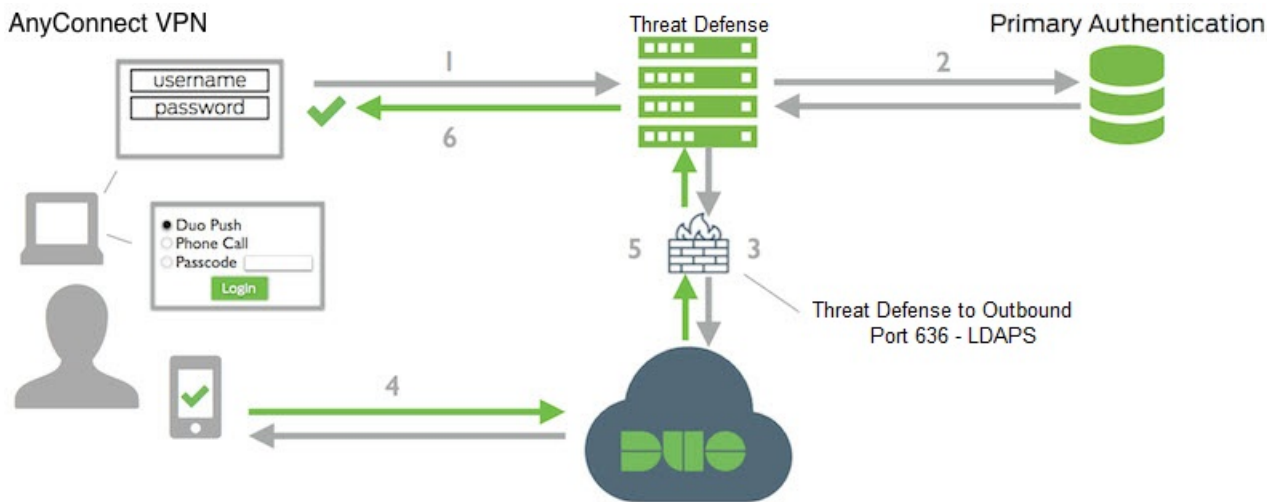 AnyConnect VPN
Threat Defense
Primary Authentication
username
password
1
2
6
Duo Push
Phone Call
Passcode
Login
5
3
Threat Defense to Outbound
Port 636 - LDAPS
4
DUO